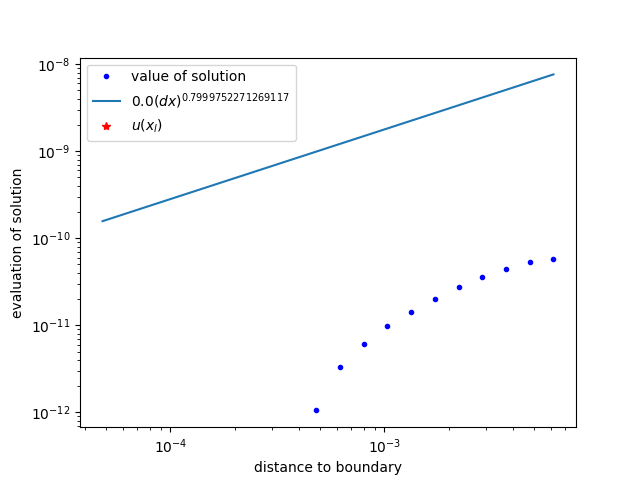 10⁻⁸
value of solution
0.0(dx)^0.7999752271269117
u(x_l)
10⁻⁹
10⁻¹⁰
10⁻¹¹
10⁻¹²
evaluation of solution
10⁻⁴
10⁻³
distance to boundary